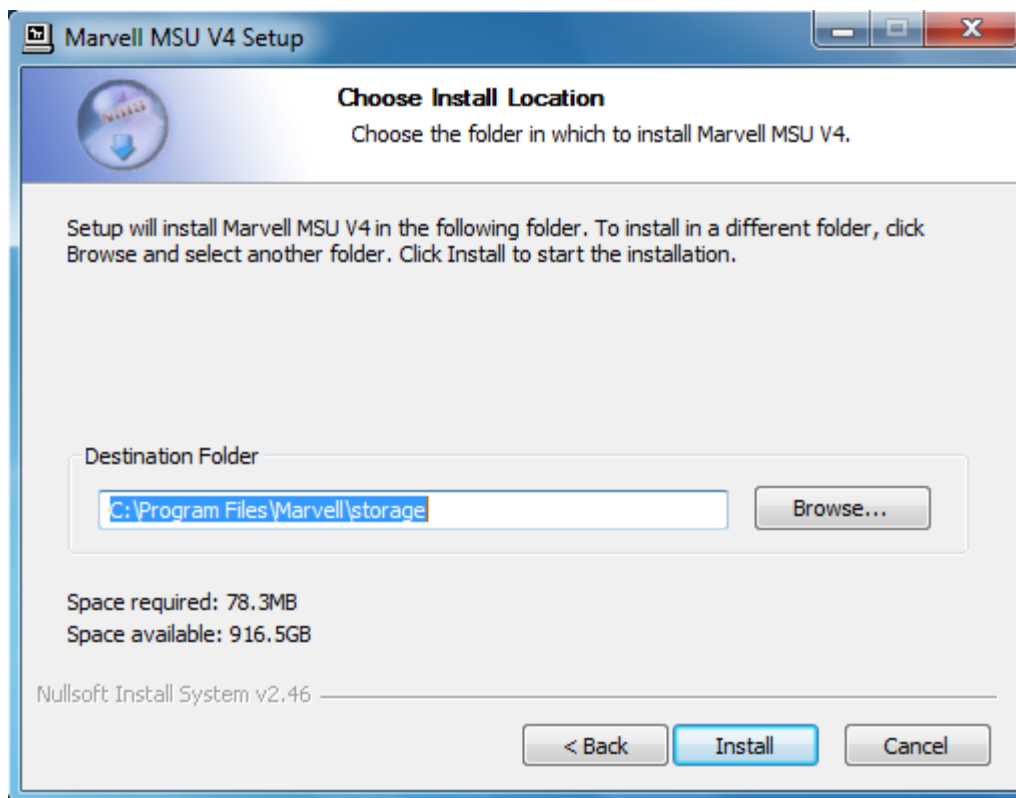 Marvell MSU V4 Setup
Choose Install Location
Choose the folder in which to install Marvell MSU V4.
NSIS
Setup will install Marvell MSU V4 in the following folder. To install in a different folder, click
Browse and select another folder. Click Install to start the installation.
Destination Folder
C:\Program Files\Marvell\storage
Browse...
Space required: 78.3MB
Space available: 916.5GB
Nullsoft Install System v2.46
< Back
Install
Cancel